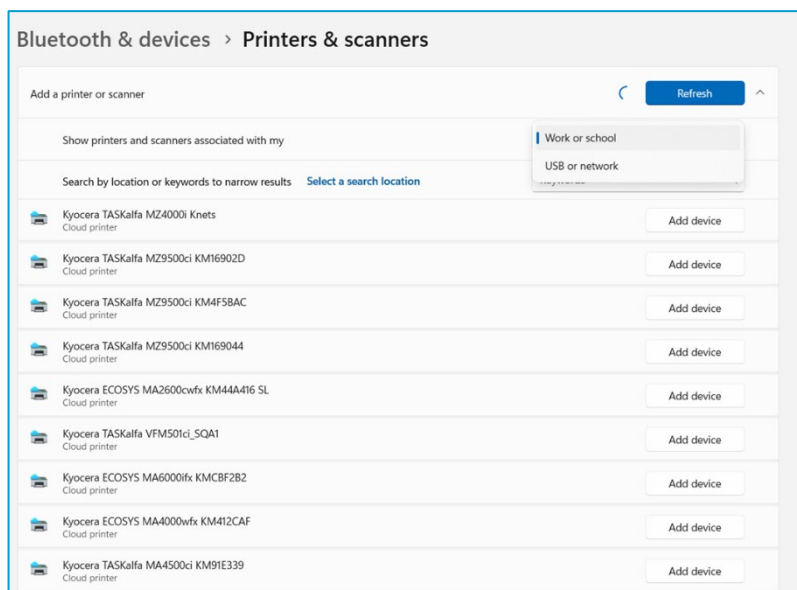 Bluetooth & devices > Printers & scanners
Add a printer or scanner
Refresh
Show printers and scanners associated with my
Work or school
USB or network
Search by location or keywords to narrow results Select a search location
Kyocera TASKalfa MZ4000i Knets
Cloud printer
Add device
Kyocera TASKalfa MZ9500ci KM16902D
Cloud printer
Add device
Kyocera TASKalfa MZ9500ci KM4F5BAC
Cloud printer
Add device
Kyocera TASKalfa MZ9500ci KM169044
Cloud printer
Add device
Kyocera ECOSYS MA2600cwfx KM44A416 SL
Cloud printer
Add device
Kyocera TASKalfa VFM501ci_SQA1
Cloud printer
Add device
Kyocera ECOSYS MA6000ifx KMCBF2B2
Cloud printer
Add device
Kyocera ECOSYS MA4000wfx KM412CAF
Cloud printer
Add device
Kyocera TASKalfa MA4500ci KM91E339
Cloud printer
Add device